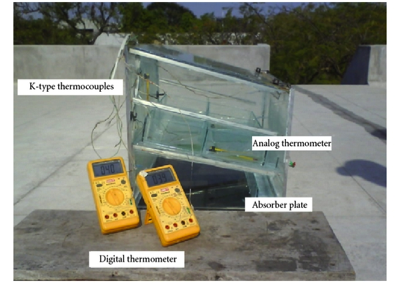 K-type thermocouples
Analog thermometer
Absorber plate
Digital thermometer